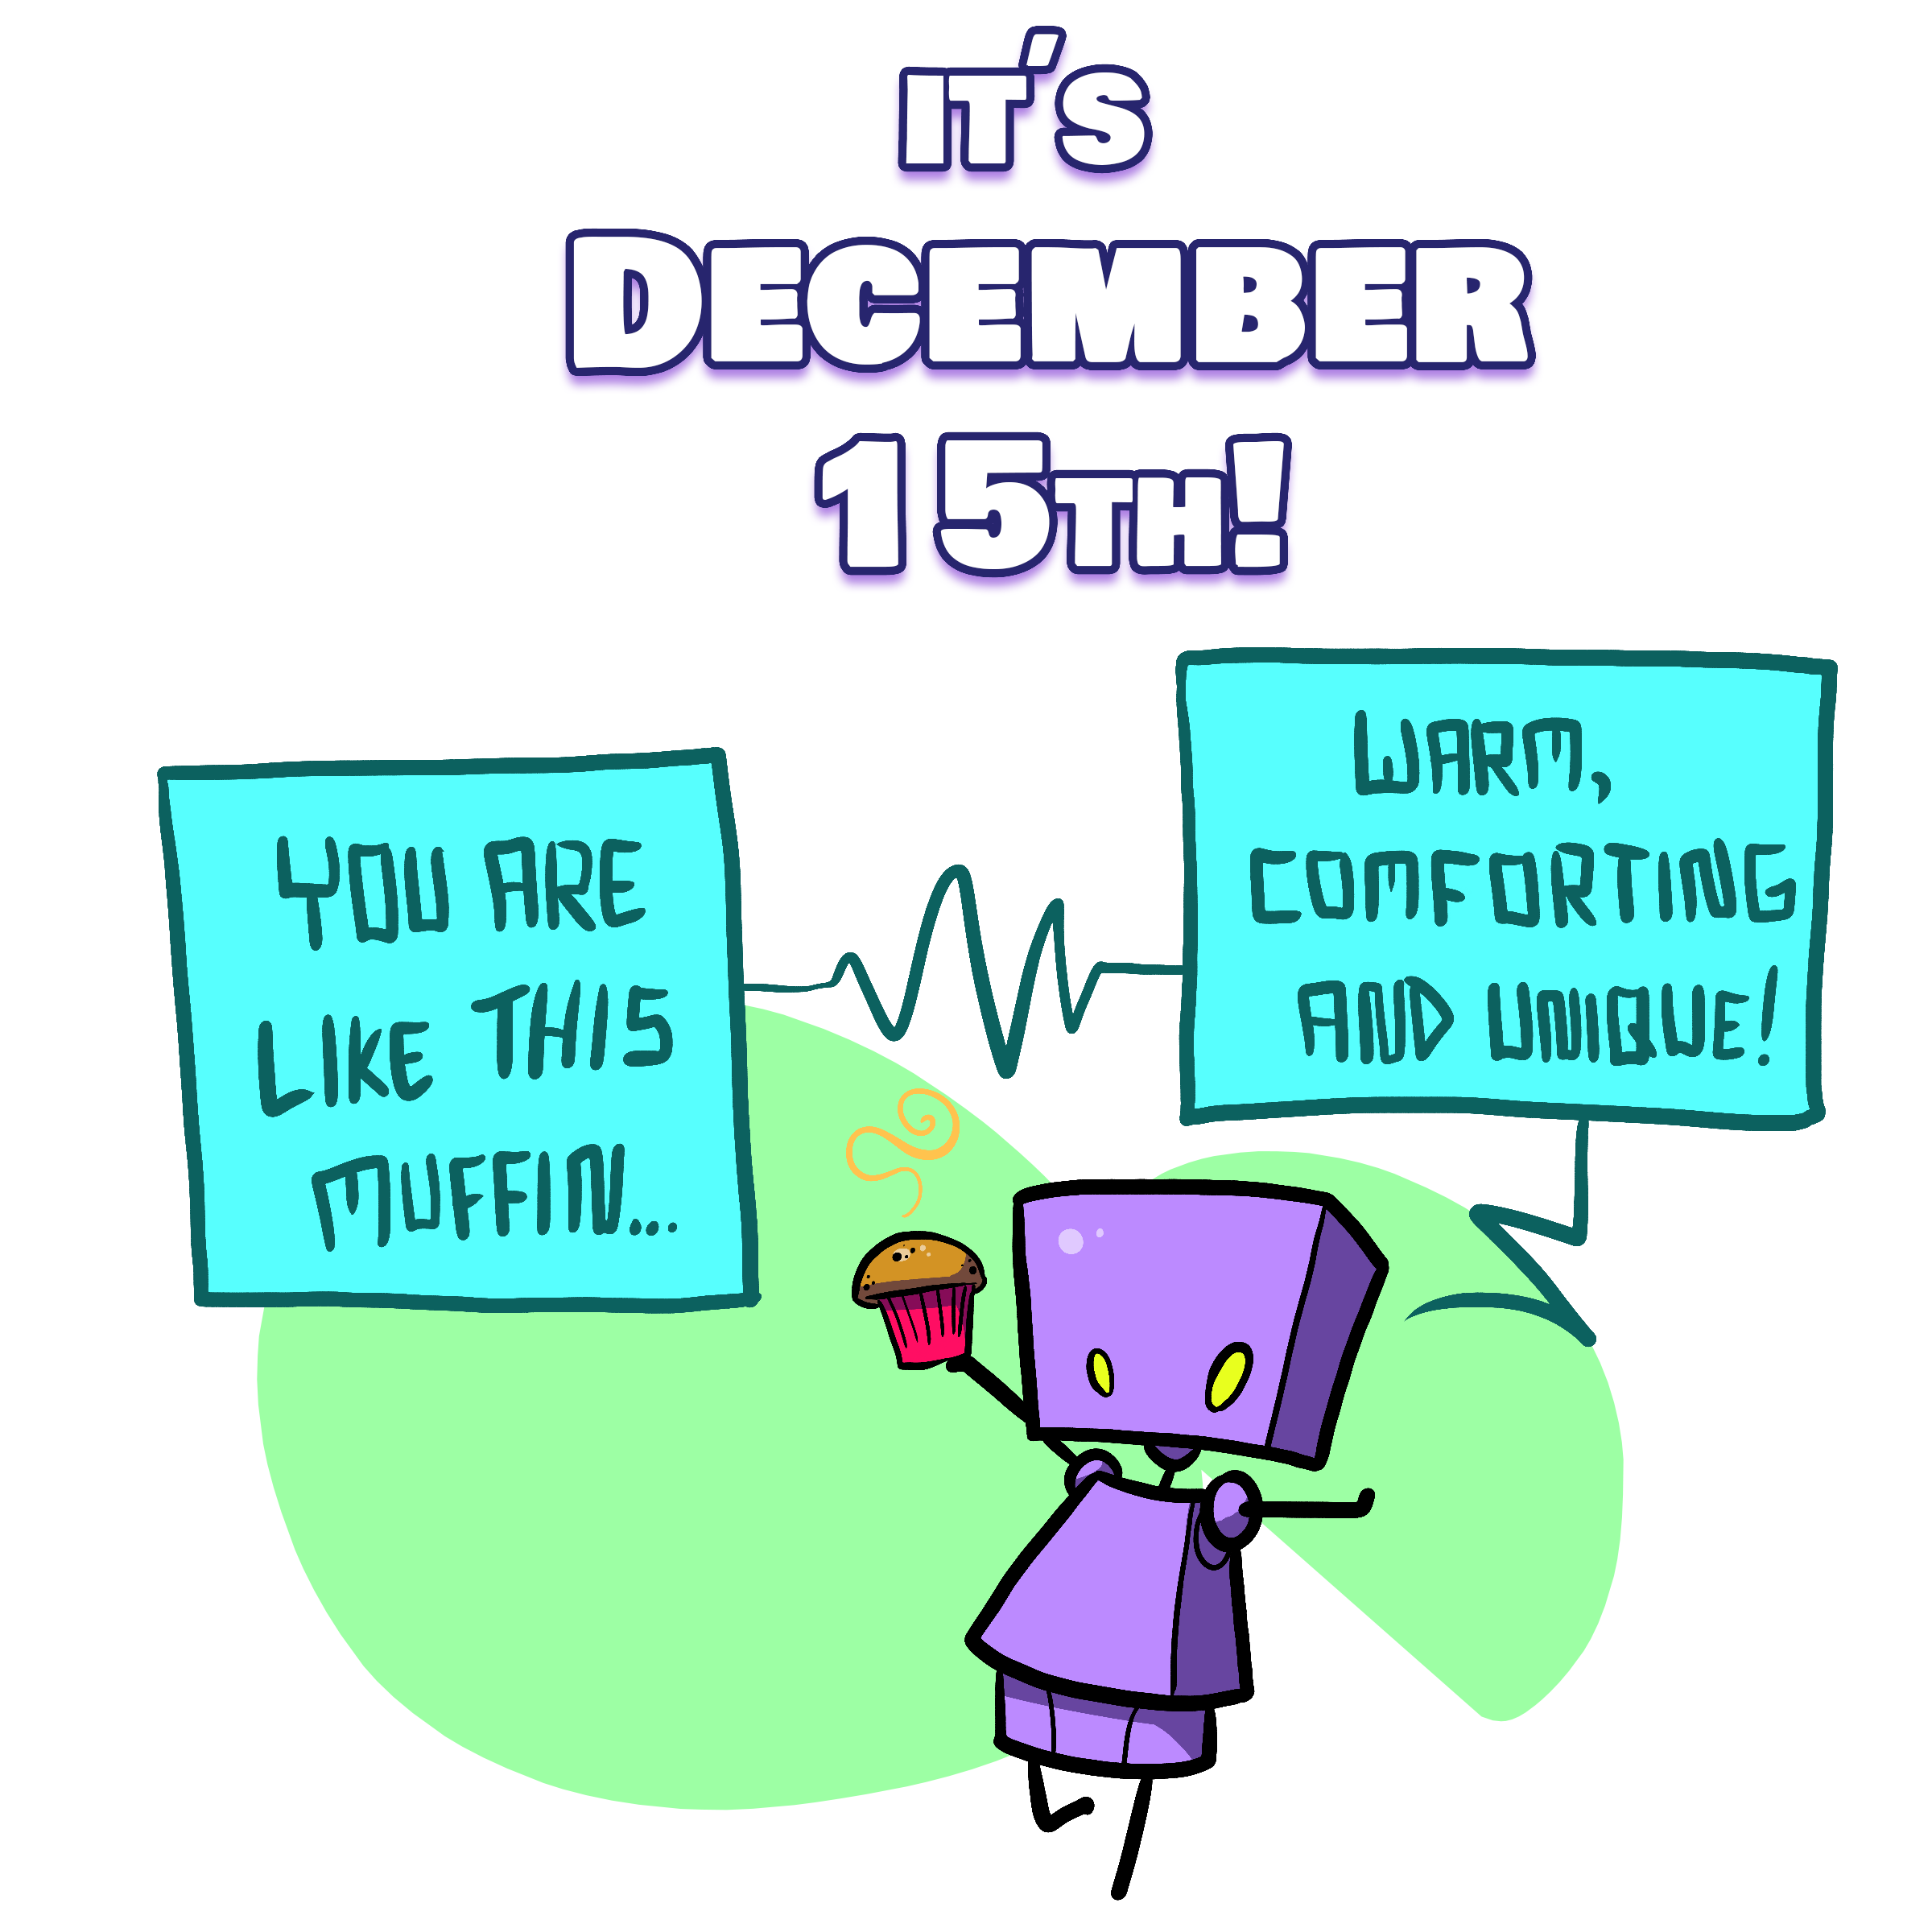 It's
December
15th!
YOU ARE
LIKE THIS
MUFFIN...
WARM,
COMFORTING
AND UNIQUE!